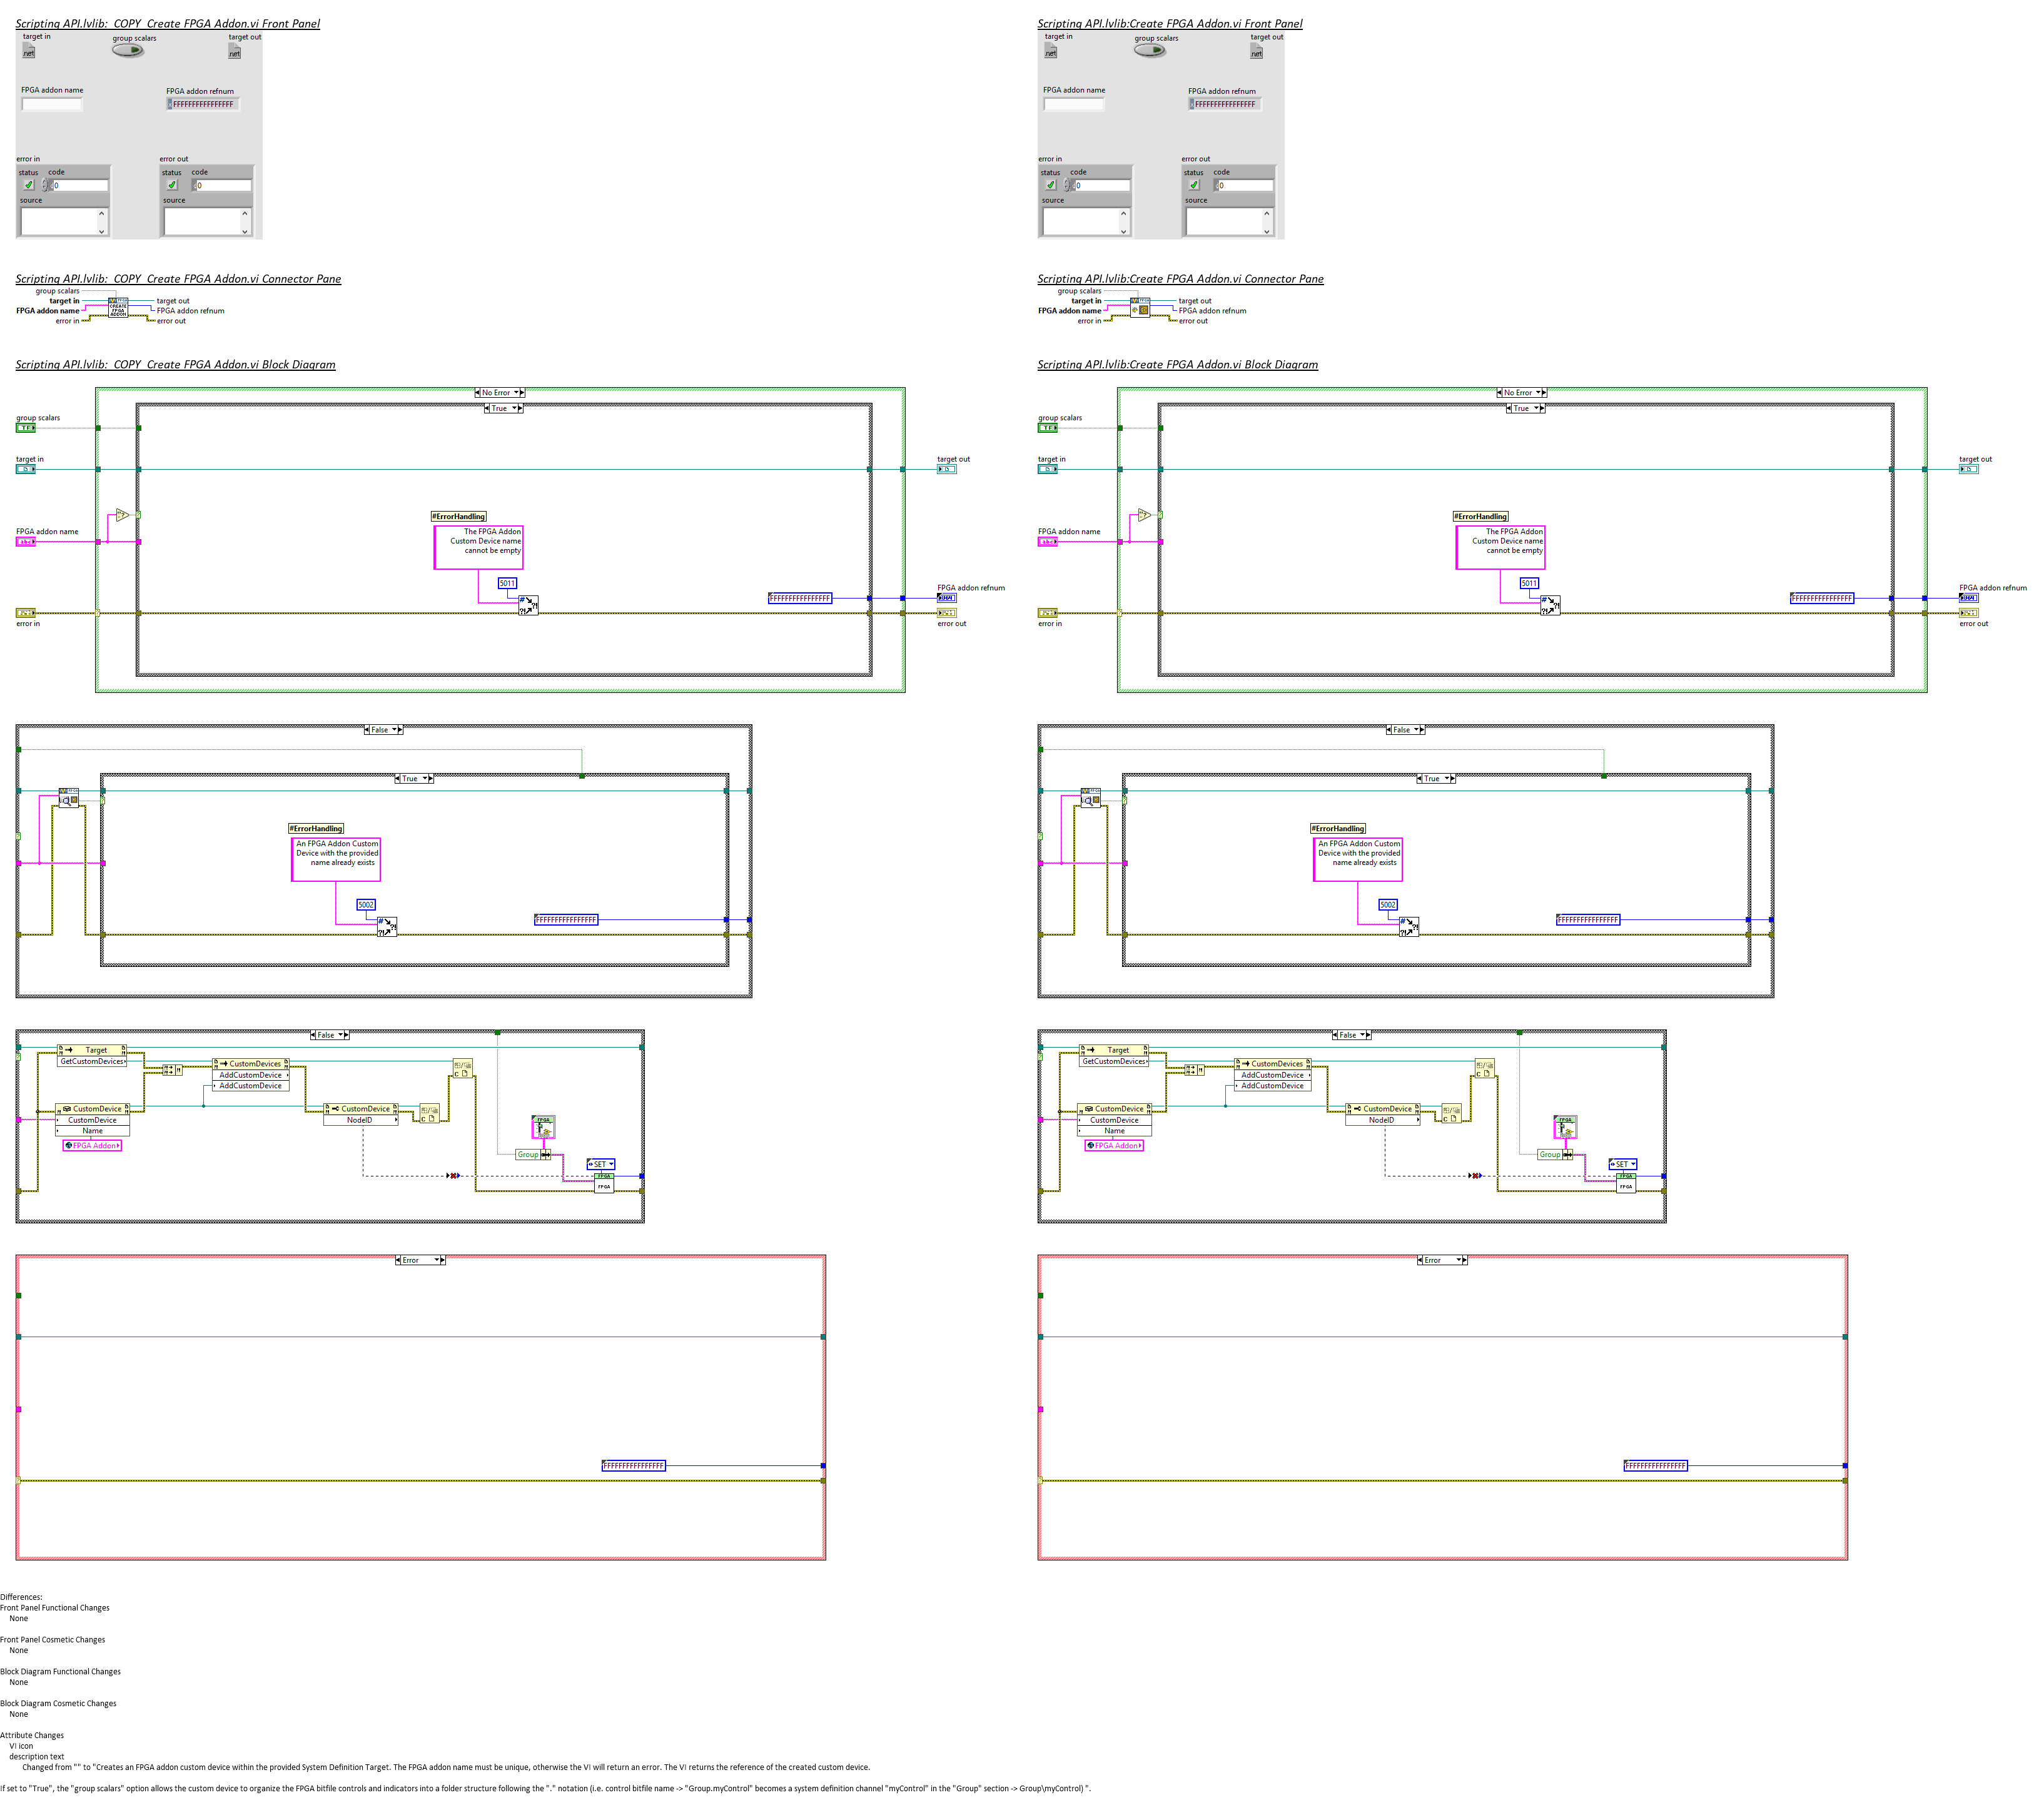 Scripting API.lvlib:_COPY_Create FPGA Addon.vi Front Panel
target in
group scalars
target out
FPGA addon name
FPGA addon refnum
FFFFFFFFFFFFFFFF
error in
error out
status code
0
status code
0
source
source
Scripting API.lvlib:Create FPGA Addon.vi Front Panel
target in
group scalars
target out
FPGA addon name
FPGA addon refnum
FFFFFFFFFFFFFFFF
error in
error out
status code
0
status code
0
source
source
Scripting API.lvlib:_COPY_Create FPGA Addon.vi Connector Pane
group scalars
target in
target out
FPGA addon name
FPGA addon refnum
error in
error out
CREATE
FPGA
ADDON
Scripting API.lvlib:Create FPGA Addon.vi Connector Pane
group scalars
target in
target out
FPGA addon name
FPGA addon refnum
error in
error out
Scripting API.lvlib:_COPY_Create FPGA Addon.vi Block Diagram
No Error
True
group scalars
TF
target in
target out
#ErrorHandling
The FPGA Addon
Custom Device name
cannot be empty
FPGA addon name
abc
5011
FFFFFFFFFFFFFFFF
FPGA addon refnum
error in
error out
Scripting API.lvlib:Create FPGA Addon.vi Block Diagram
No Error
True
group scalars
TF
target in
target out
#ErrorHandling
The FPGA Addon
Custom Device name
cannot be empty
FPGA addon name
abc
5011
FFFFFFFFFFFFFFFF
FPGA addon refnum
error in
error out
False
True
#ErrorHandling
An FPGA Addon Custom
Device with the provided
name already exists
5002
FFFFFFFFFFFFFFFF
False
True
#ErrorHandling
An FPGA Addon Custom
Device with the provided
name already exists
5002
FFFFFFFFFFFFFFFF
False
Target
GetCustomDevices
CustomDevices
AddCustomDevice
AddCustomDevice
CustomDevice
CustomDevice
Name
FPGA Addon
CustomDevice
NodeID
FPGA
Group
SET
FPGA
FPGA
False
Target
GetCustomDevices
CustomDevices
AddCustomDevice
AddCustomDevice
CustomDevice
CustomDevice
Name
FPGA Addon
CustomDevice
NodeID
FPGA
Group
SET
FPGA
FPGA
Error
FFFFFFFFFFFFFFFF
Error
FFFFFFFFFFFFFFFF
Differences:
Front Panel Functional Changes
None
Front Panel Cosmetic Changes
None
Block Diagram Functional Changes
None
Block Diagram Cosmetic Changes
None
Attribute Changes
VI icon
description text
Changed from "" to "Creates an FPGA addon custom device within the provided System Definition Target. The FPGA addon name must be unique, otherwise the VI will return an error. The VI returns the reference of the created custom device.
If set to "True", the "group scalars" option allows the custom device to organize the FPGA bitfile controls and indicators into a folder structure following the "." notation (i.e. control bitfile name -> "Group.myControl" becomes a system definition channel "myControl" in the "Group" section -> Group\myControl) ".